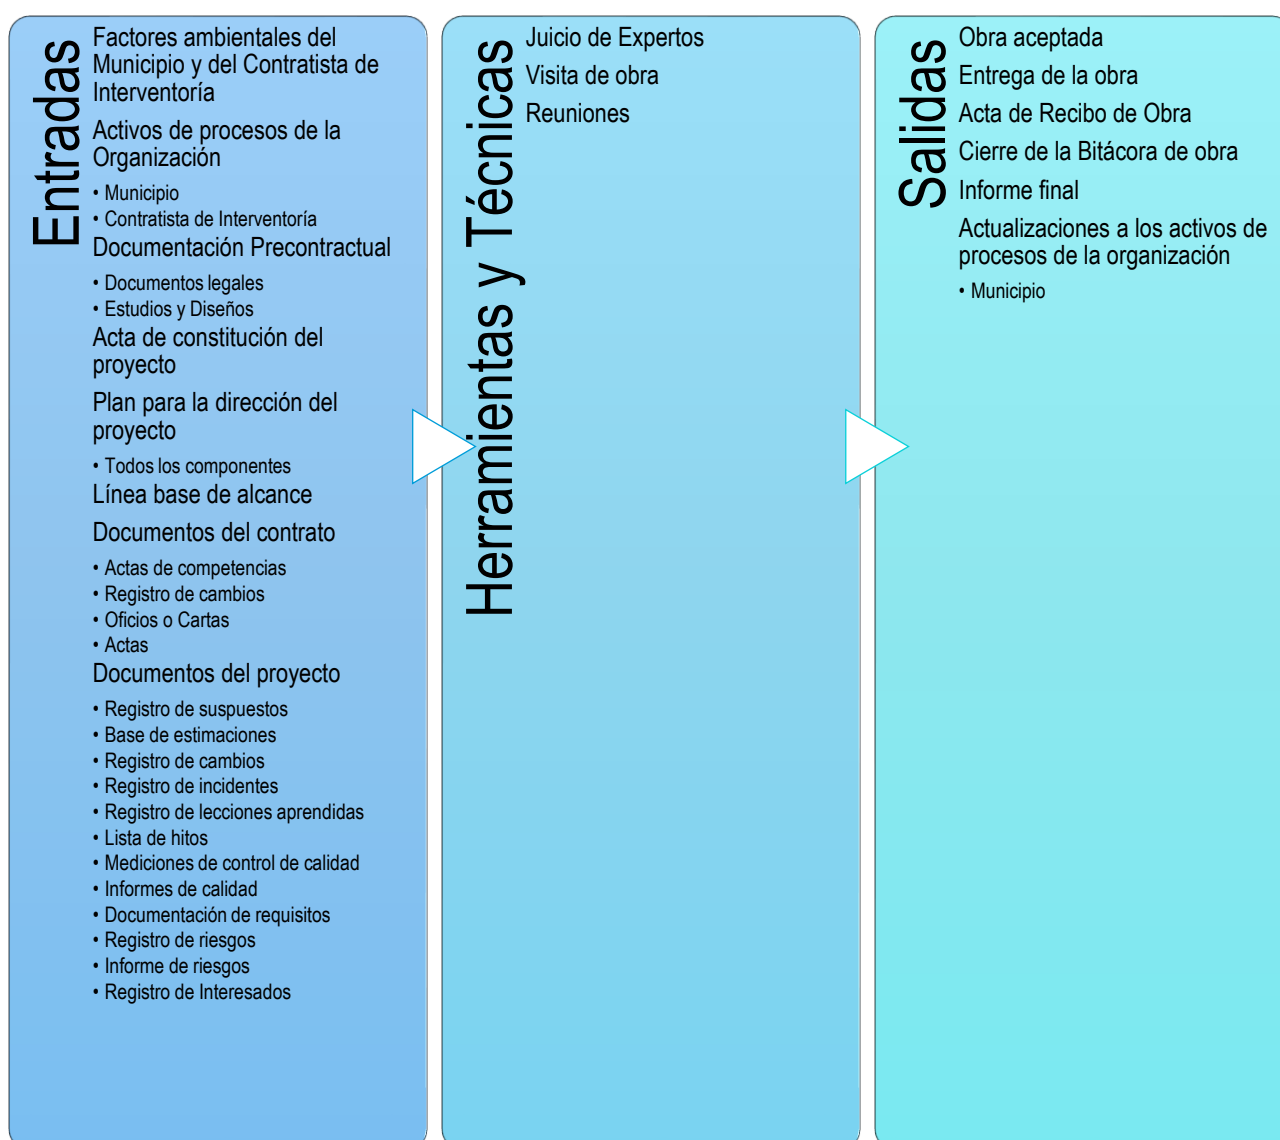 Entradas
Factores ambientales del
Municipio y del Contratista de
Interventoría
Activos de procesos de la
Organización
• Municipio
• Contratista de Interventoría
Documentación Precontractual
• Documentos legales
• Estudios y Diseños
Acta de constitución del
proyecto
Plan para la dirección del
proyecto
• Todos los componentes
Línea base de alcance
Documentos del contrato
• Actas de competencias
• Registro de cambios
• Oficios o Cartas
• Actas
Documentos del proyecto
• Registro de suspuestos
• Base de estimaciones
• Registro de cambios
• Registro de incidentes
• Registro de lecciones aprendidas
• Lista de hitos
• Mediciones de control de calidad
• Informes de calidad
• Documentación de requisitos
• Registro de riesgos
• Informe de riesgos
• Registro de Interesados
Herramientas y Técnicas
Juicio de Expertos
Visita de obra
Reuniones
Salidas
Obra aceptada
Entrega de la obra
Acta de Recibo de Obra
Cierre de la Bitácora de obra
Informe final
Actualizaciones a los activos de
procesos de la organización
• Municipio